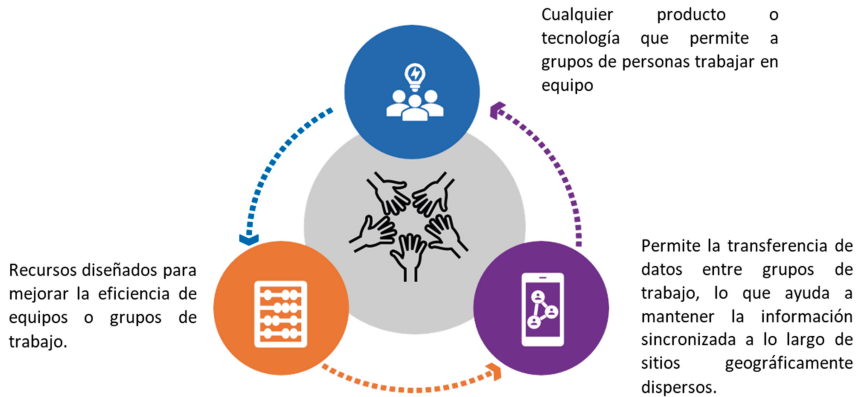 Cualquier producto o
tecnología que permite a
grupos de personas trabajar en
equipo
Recursos diseñados para
mejorar la eficiencia de
equipos o grupos de
trabajo.
Permite la transferencia de
datos entre grupos de
trabajo, lo que ayuda a
mantener la información
sincronizada a lo largo de
sitios geográficamente
dispersos.